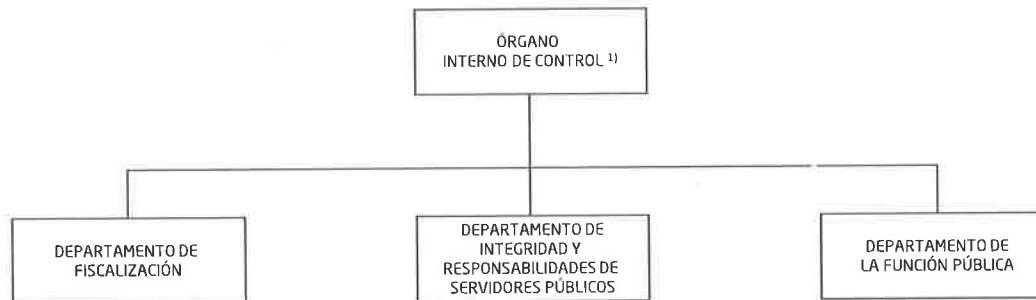 ÓRGANO
INTERNO DE CONTROL ¹⁾
DEPARTAMENTO DE
FISCALIZACIÓN
DEPARTAMENTO DE
INTEGRIDAD Y
RESPONSABILIDADES DE
SERVIDORES PÚBLICOS
DEPARTAMENTO DE
LA FUNCIÓN PÚBLICA